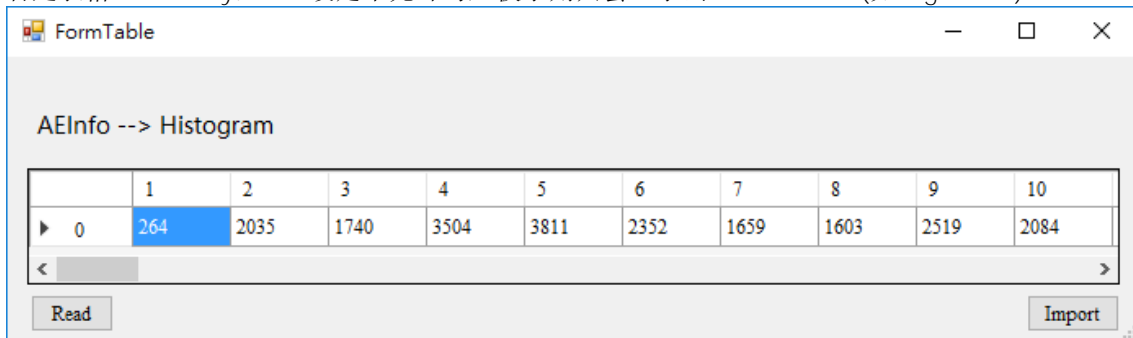 FormTable
AEInfo --> Histogram
1 2 3 4 5 6 7 8 9 10
0 264 2035 1740 3504 3811 2352 1659 1603 2519 2084
Read Import